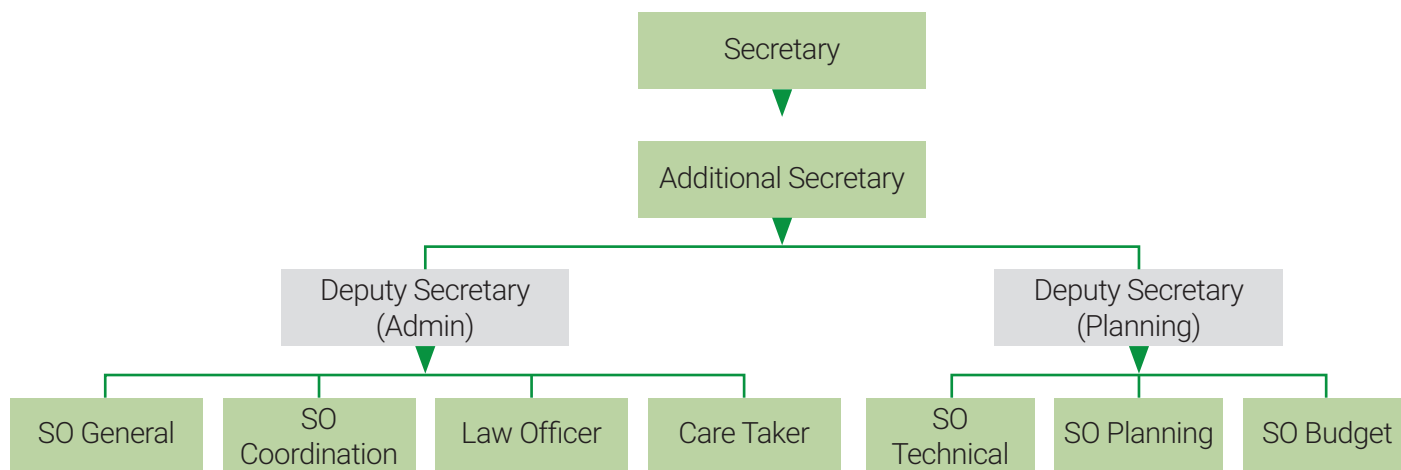 Secretary
Additional Secretary
Deputy Secretary
(Admin)
Deputy Secretary
(Planning)
SO General
SO
Coordination
Law Officer
Care Taker
SO
Technical
SO Planning
SO Budget